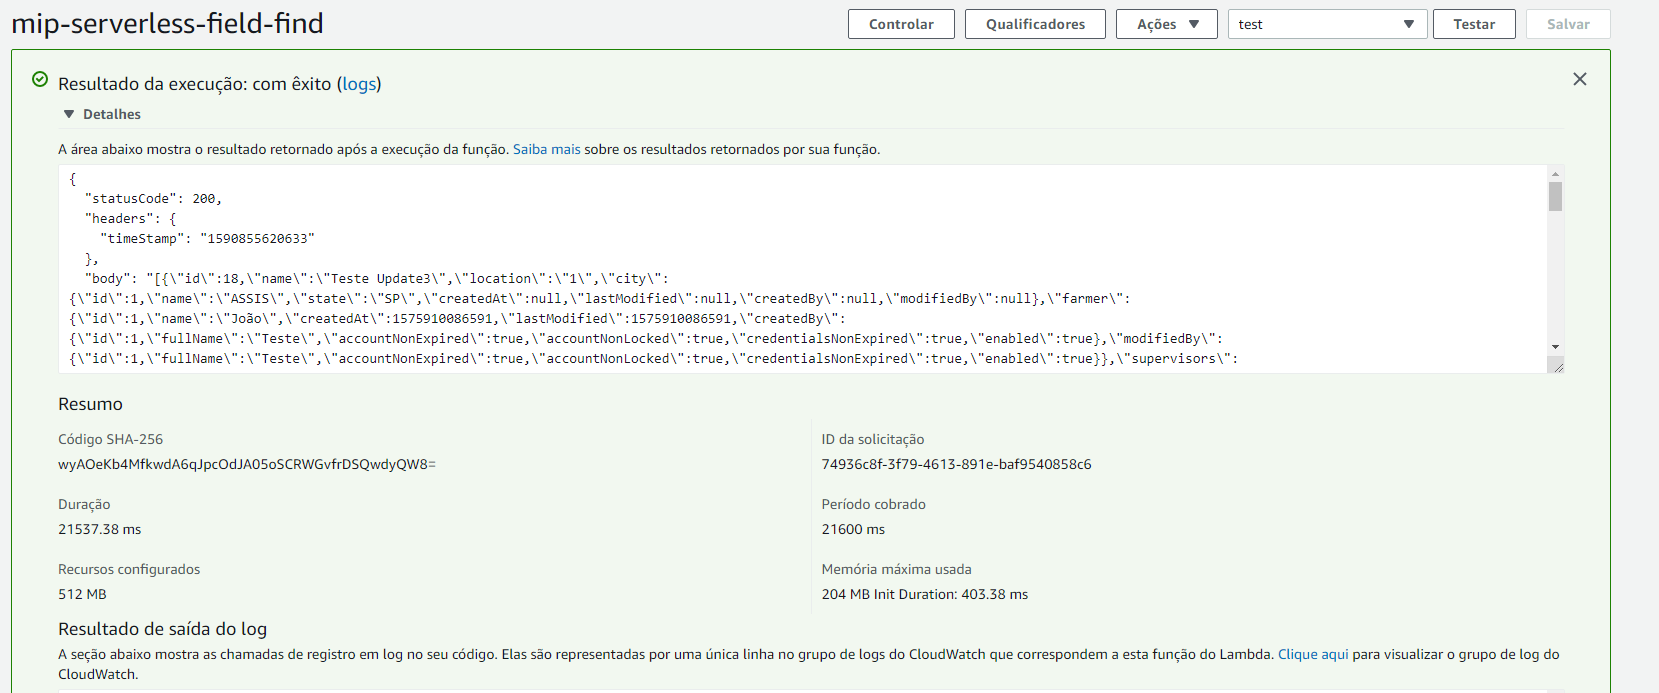 mip-serverless-field-find
Controlar
Qualificadores
Ações
test
Testar
Salvar
Resultado da execução: com êxito (logs)
Detalhes
A área abaixo mostra o resultado retornado após a execução da função. Saiba mais sobre os resultados retornados por sua função.
{
"statusCode": 200,
"headers": {
"timeStamp": "1590855620633"
},
"body": "[{\"id\":18,\"name\":\"Teste Update3\",\"location\":\"1\",\"city\":
{\"id\":1,\"name\":\"ASSIS\",\"state\":\"SP\",\"createdAt\":null,\"lastModified\":null,\"createdBy\":null,\"modifiedBy\":null},\"farmer\":
{\"id\":1,\"name\":\"João\",\"createdAt\":1575910086591,\"lastModified\":1575910086591,\"createdBy\":
{\"id\":1,\"fullName\":\"Teste\",\"accountNonExpired\":true,\"accountNonLocked\":true,\"credentialsNonExpired\":true,\"enabled\":true},\"modifiedBy\":
{\"id\":1,\"fullName\":\"Teste\",\"accountNonExpired\":true,\"accountNonLocked\":true,\"credentialsNonExpired\":true,\"enabled\":true}},\"supervisors\":
Resumo
Código SHA-256
wyAOeKb4MfkwdA6qJpcOdJA05oSCRWGvfrDSQwdyQW8=
ID da solicitação
74936c8f-3f79-4613-891e-baf9540858c6
Duração
21537.38 ms
Período cobrado
21600 ms
Recursos configurados
512 MB
Memória máxima usada
204 MB Init Duration: 403.38 ms
Resultado de saída do log
A seção abaixo mostra as chamadas de registro em log no seu código. Elas são representadas por uma única linha no grupo de logs do CloudWatch que correspondem a esta função do Lambda. Clique aqui para visualizar o grupo de log do
CloudWatch.